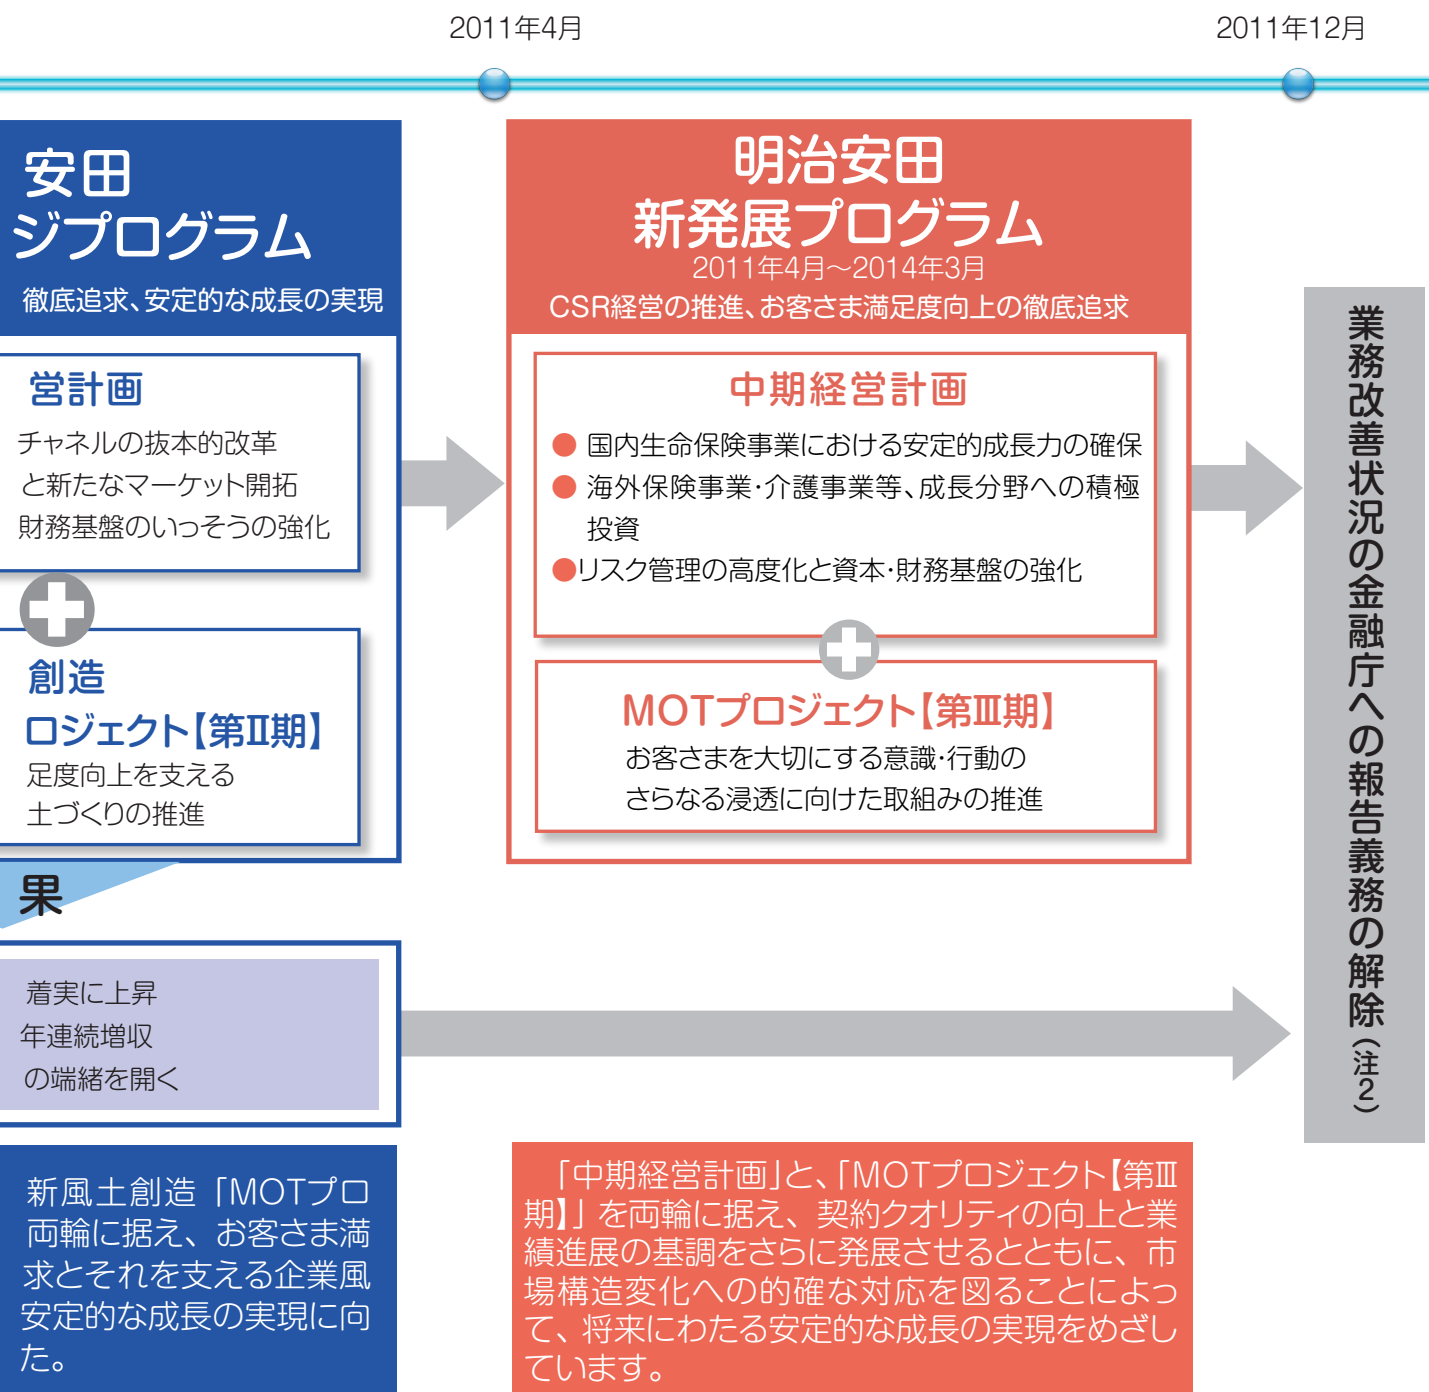 2011年4月
2011年12月
安田
ジプログラム
徹底追求、安定的な成長の実現
営計画
チャネルの抜本的改革
と新たなマーケット開拓
財務基盤のいっそうの強化
創造
ロジェクト【第Ⅱ期】
足度向上を支える
土づくりの推進
果
着実に上昇
年連続増収
の端緒を開く
新風土創造「MOTプロ
両輪に据え、お客さま満
求とそれを支える企業風
安定的な成長の実現に向
た。
明治安田
新発展プログラム
2011年4月～2014年3月
CSR経営の推進、お客さま満足度向上の徹底追求
中期経営計画
● 国内生命保険事業における安定的成長力の確保
● 海外保険事業・介護事業等、成長分野への積極
投資
●リスク管理の高度化と資本・財務基盤の強化
MOTプロジェクト【第Ⅲ期】
お客さまを大切にする意識・行動の
さらなる浸透に向けた取組みの推進
「中期経営計画」と、「MOTプロジェクト【第Ⅲ
期】」を両輪に据え、契約クオリティの向上と業
績進展の基調をさらに発展させるとともに、市
場構造変化への的確な対応を図ることによっ
て、将来にわたる安定的な成長の実現をめざし
ています。
業務改善状況の金融庁への報告義務の解除（注2）